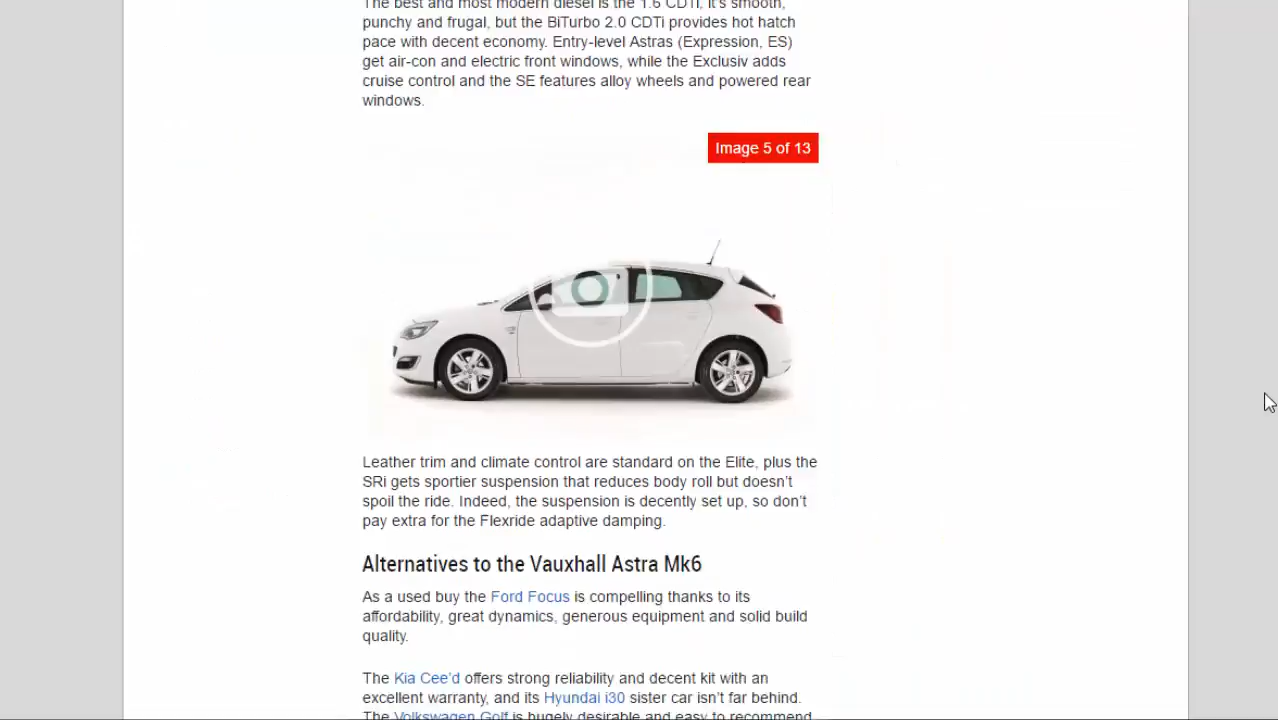 The best and most modern diesel is the 1.6 CDTi, it's smooth,
punchy and frugal, but the BiTurbo 2.0 CDTi provides hot hatch
pace with decent economy. Entry-level Astras (Expression, ES)
get air-con and electric front windows, while the Exclusiv adds
cruise control and the SE features alloy wheels and powered rear
windows.
Image 5 of 13
Leather trim and climate control are standard on the Elite, plus the
SRi gets sportier suspension that reduces body roll but doesn’t
spoil the ride. Indeed, the suspension is decently set up, so don’t
pay extra for the Flexride adaptive damping.
Alternatives to the Vauxhall Astra Mk6
As a used buy the Ford Focus is compelling thanks to its
affordability, great dynamics, generous equipment and solid build
quality.
The Kia Cee’d offers strong reliability and decent kit with an
excellent warranty, and its Hyundai i30 sister car isn’t far behind.
The Volkswagen Golf is hugely desirable and easy to recommend